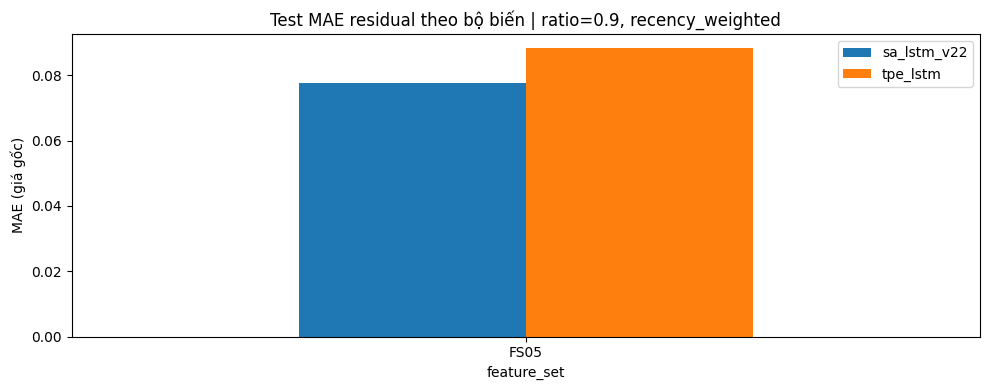 Test MAE residual theo bộ biến | ratio=0.9, recency_weighted
sa_lstm_v22
tpe_lstm
MAE (giá gốc)
0.08
0.06
0.04
0.02
0.00
FS05
feature_set